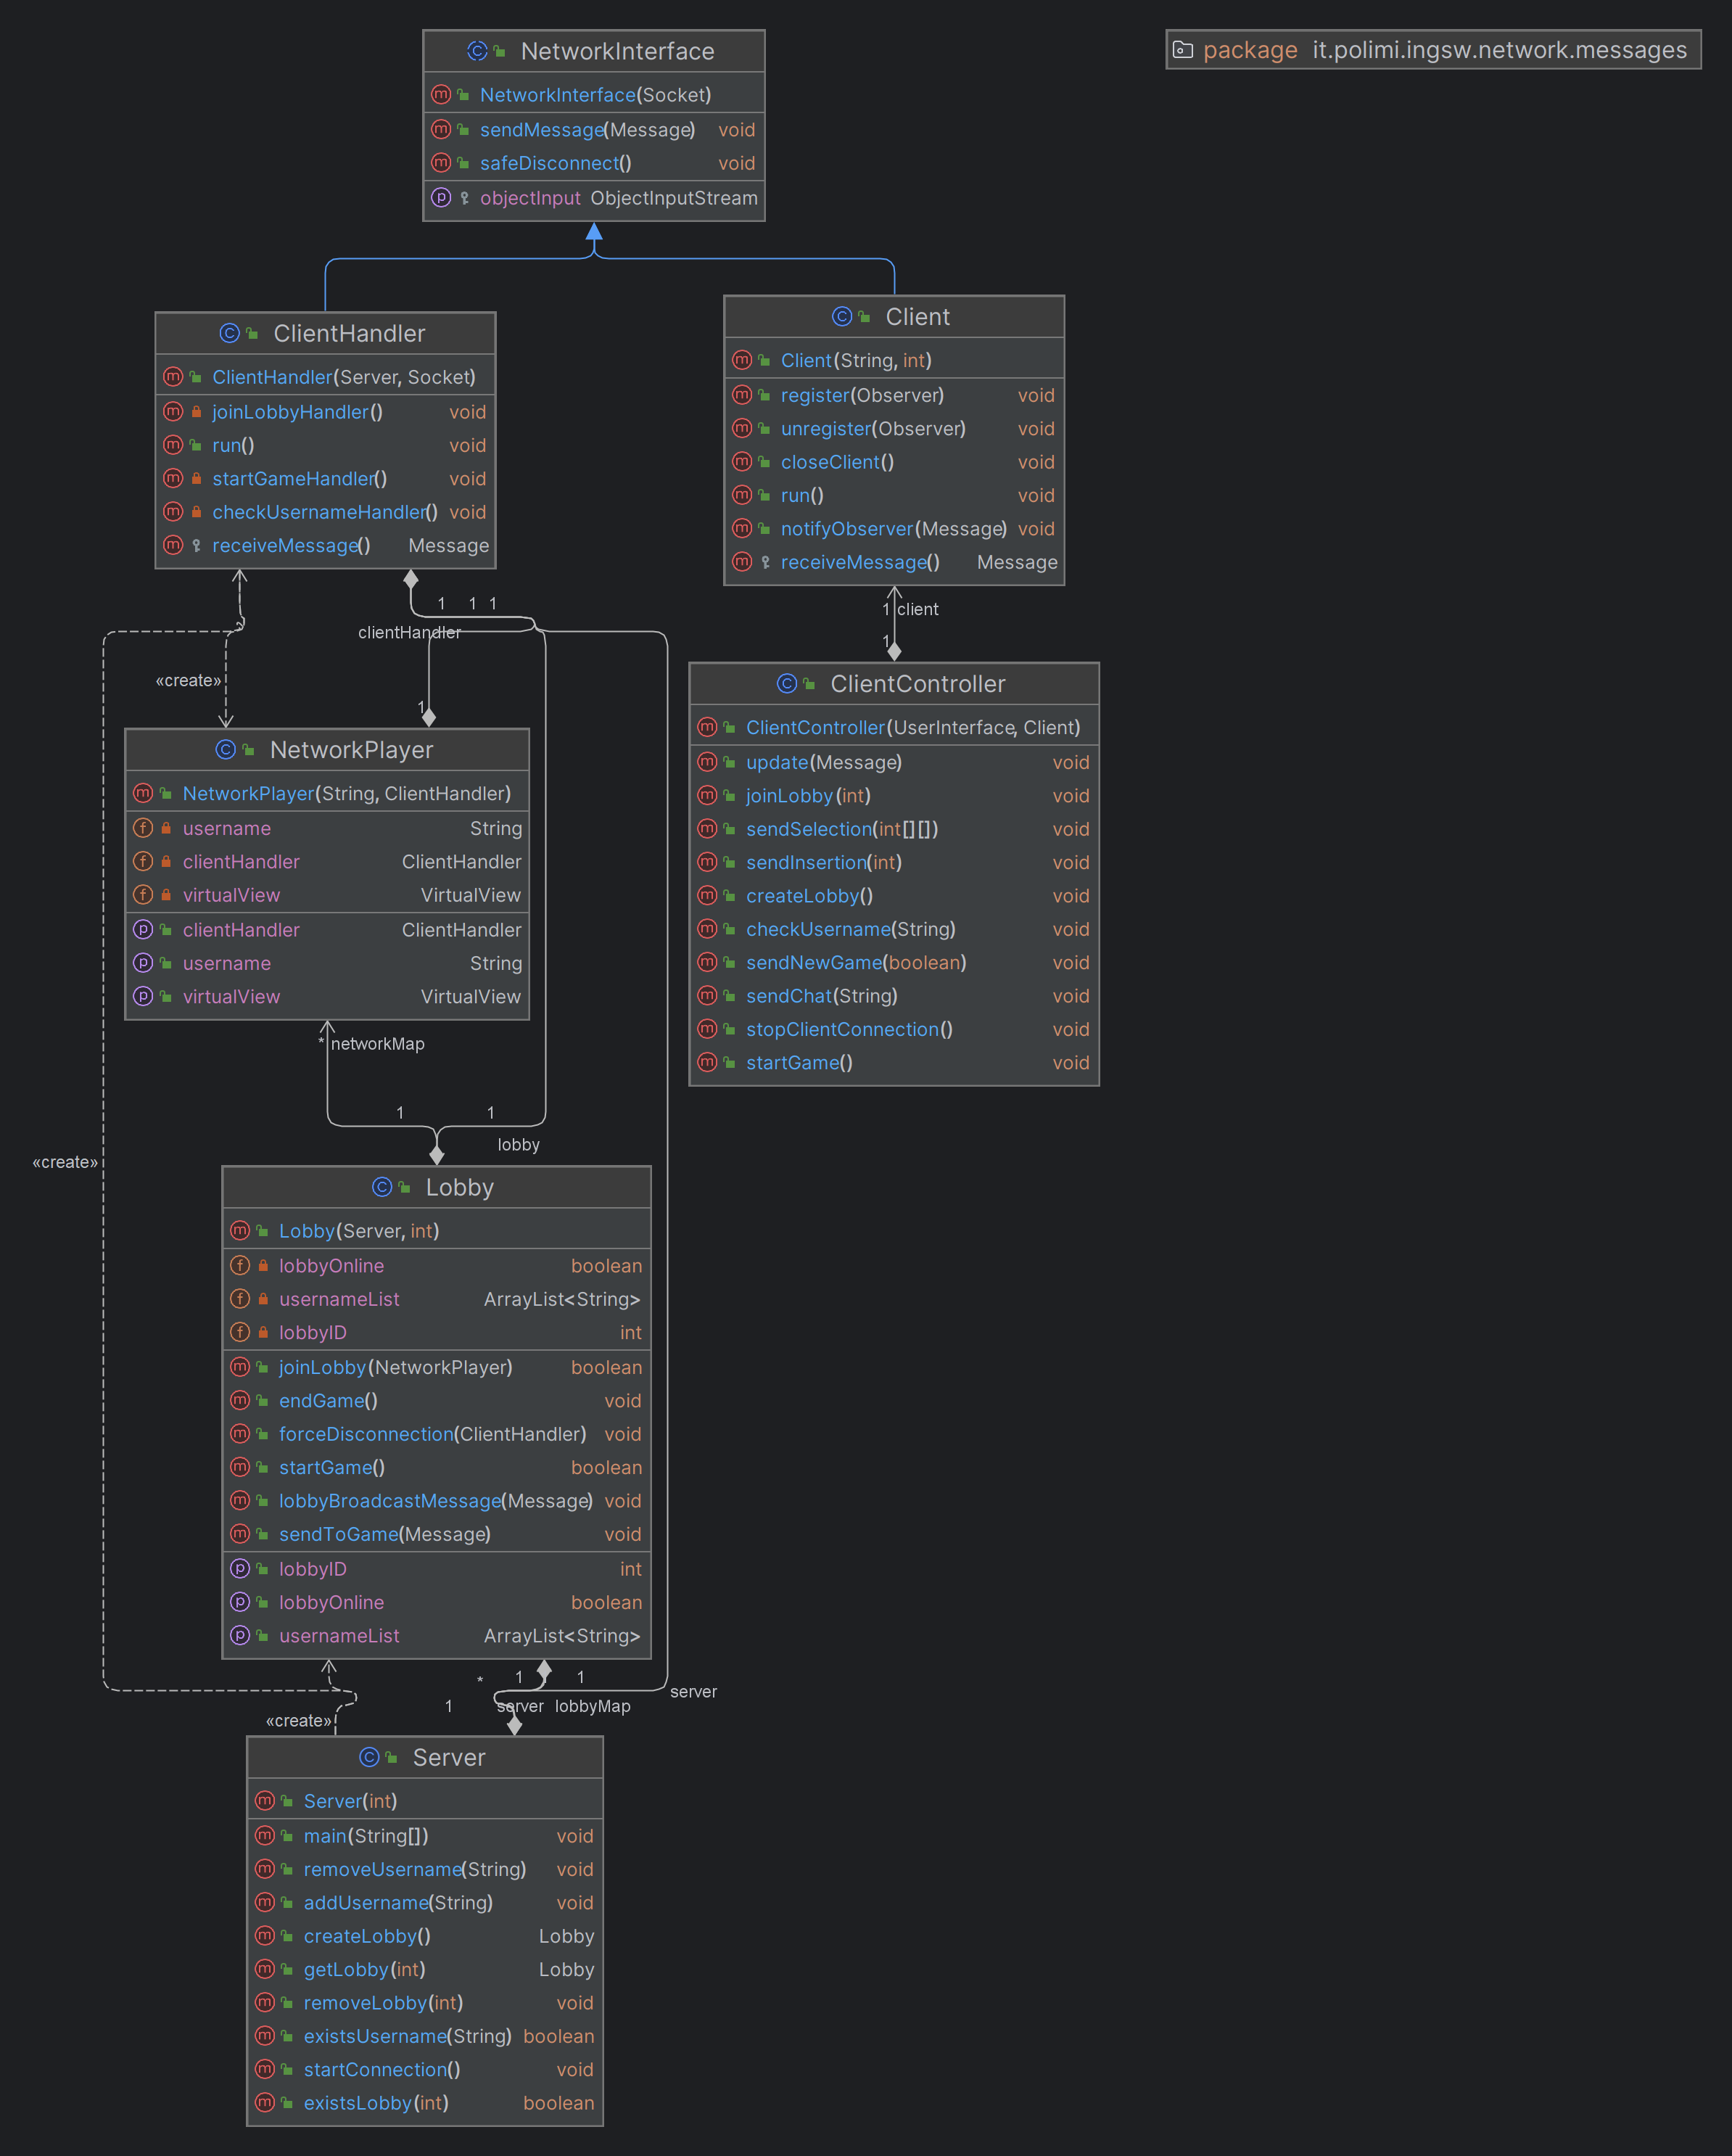 NetworkInterface
NetworkInterface(Socket)
sendMessage(Message) void
safeDisconnect() void
objectInput ObjectInputStream
package it.polimi.ingsw.network.messages
ClientHandler
ClientHandler(Server, Socket)
joinLobbyHandler() void
run() void
startGameHandler() void
checkUsernameHandler() void
receiveMessage() Message
Client
Client(String, int)
register(Observer) void
unregister(Observer) void
closeClient() void
run() void
notifyObserver(Message) void
receiveMessage() Message
1 1 1
clientHandler
«create»
1
1 client
1
NetworkPlayer
NetworkPlayer(String, ClientHandler)
username String
clientHandler ClientHandler
virtualView VirtualView
clientHandler ClientHandler
username String
virtualView VirtualView
ClientController
ClientController(UserInterface, Client)
update(Message) void
joinLobby(int) void
sendSelection(int[][]) void
sendInsertion(int) void
createLobby() void
checkUsername(String) void
sendNewGame(boolean) void
sendChat(String) void
stopClientConnection() void
startGame() void
* networkMap
1 1
lobby
«create»
Lobby
Lobby(Server, int)
lobbyOnline boolean
usernameList ArrayList<String>
lobbyID int
joinLobby(NetworkPlayer) boolean
endGame() void
forceDisconnection(ClientHandler) void
startGame() boolean
lobbyBroadcastMessage(Message) void
sendToGame(Message) void
lobbyID int
lobbyOnline boolean
usernameList ArrayList<String>
* 1 1
server
1 server lobbyMap
«create»
Server
Server(int)
main(String[]) void
removeUsername(String) void
addUsername(String) void
createLobby() Lobby
getLobby(int) Lobby
removeLobby(int) void
existsUsername(String) boolean
startConnection() void
existsLobby(int) boolean